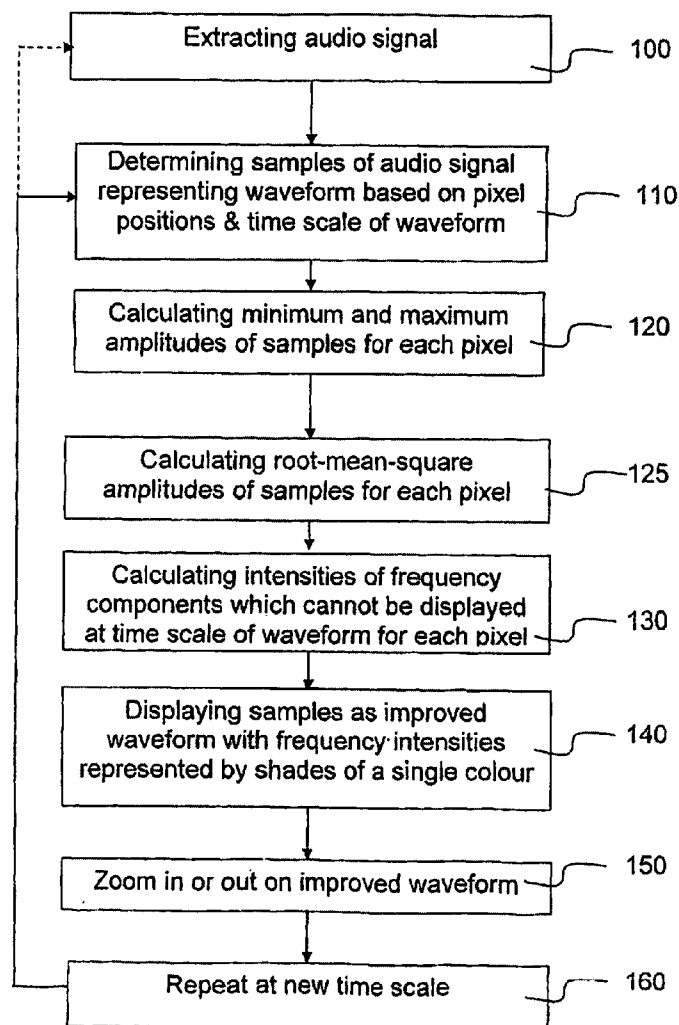 Extracting audio signal
100
Determining samples of audio signal
representing waveform based on pixel
positions & time scale of waveform
110
Calculating minimum and maximum
amplitudes of samples for each pixel
120
Calculating root-mean-square
amplitudes of samples for each pixel
125
Calculating intensities of frequency
components which cannot be displayed
at time scale of waveform for each pixel
130
Displaying samples as improved
waveform with frequency intensities
represented by shades of a single colour
140
Zoom in or out on improved waveform
150
Repeat at new time scale
160